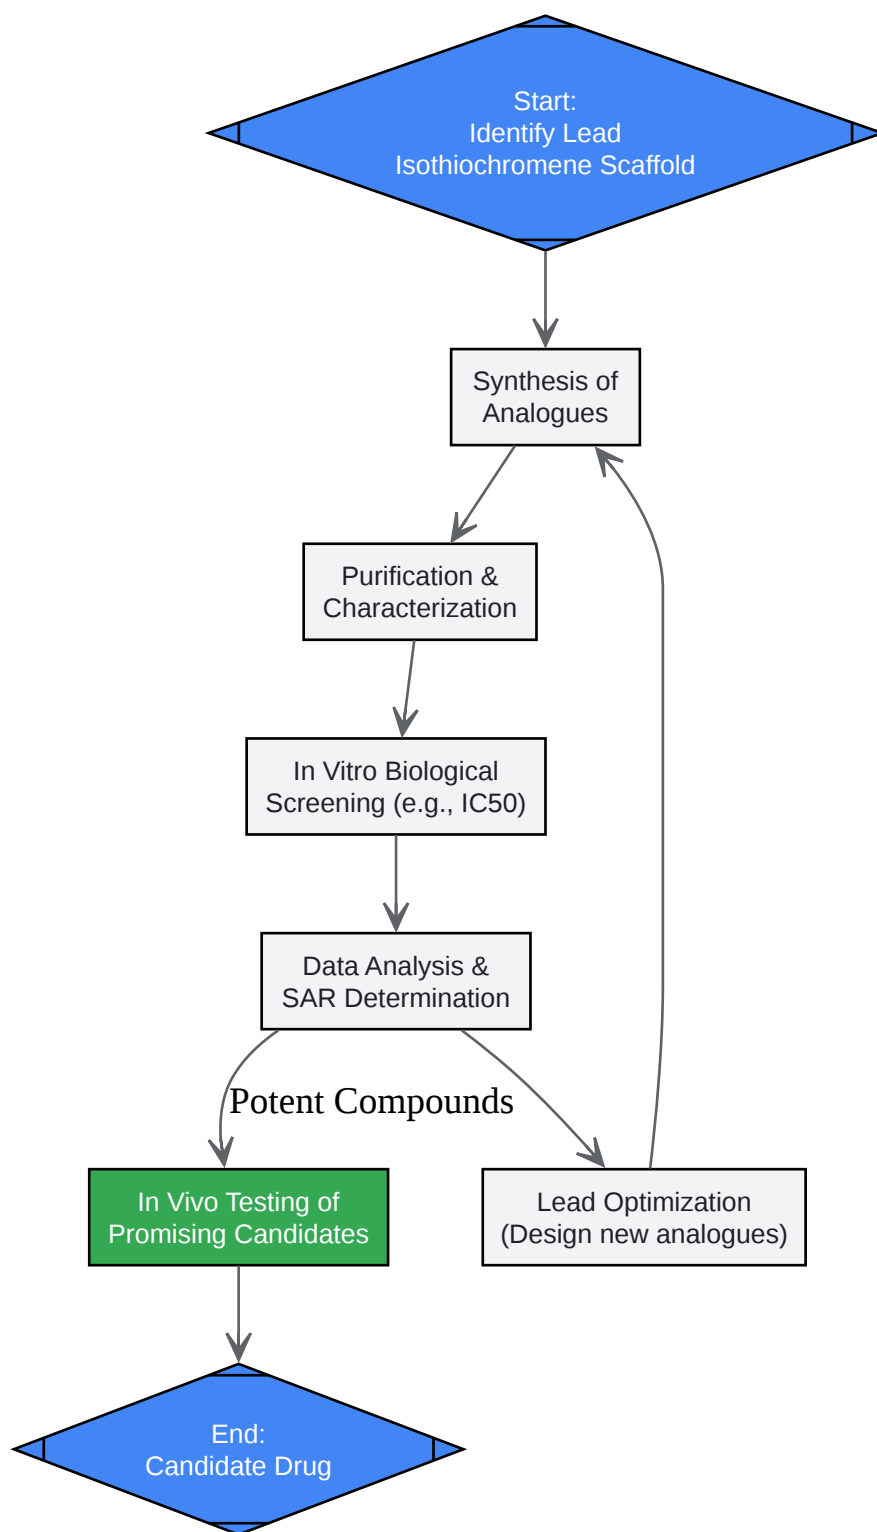 Start:
Identify Lead
Isothiochromene Scaffold
Synthesis of
Analogues
Purification &
Characterization
In Vitro Biological
Screening (e.g., IC50)
Data Analysis &
SAR Determination
Potent Compounds
In Vivo Testing of
Promising Candidates
Lead Optimization
(Design new analogues)
End:
Candidate Drug